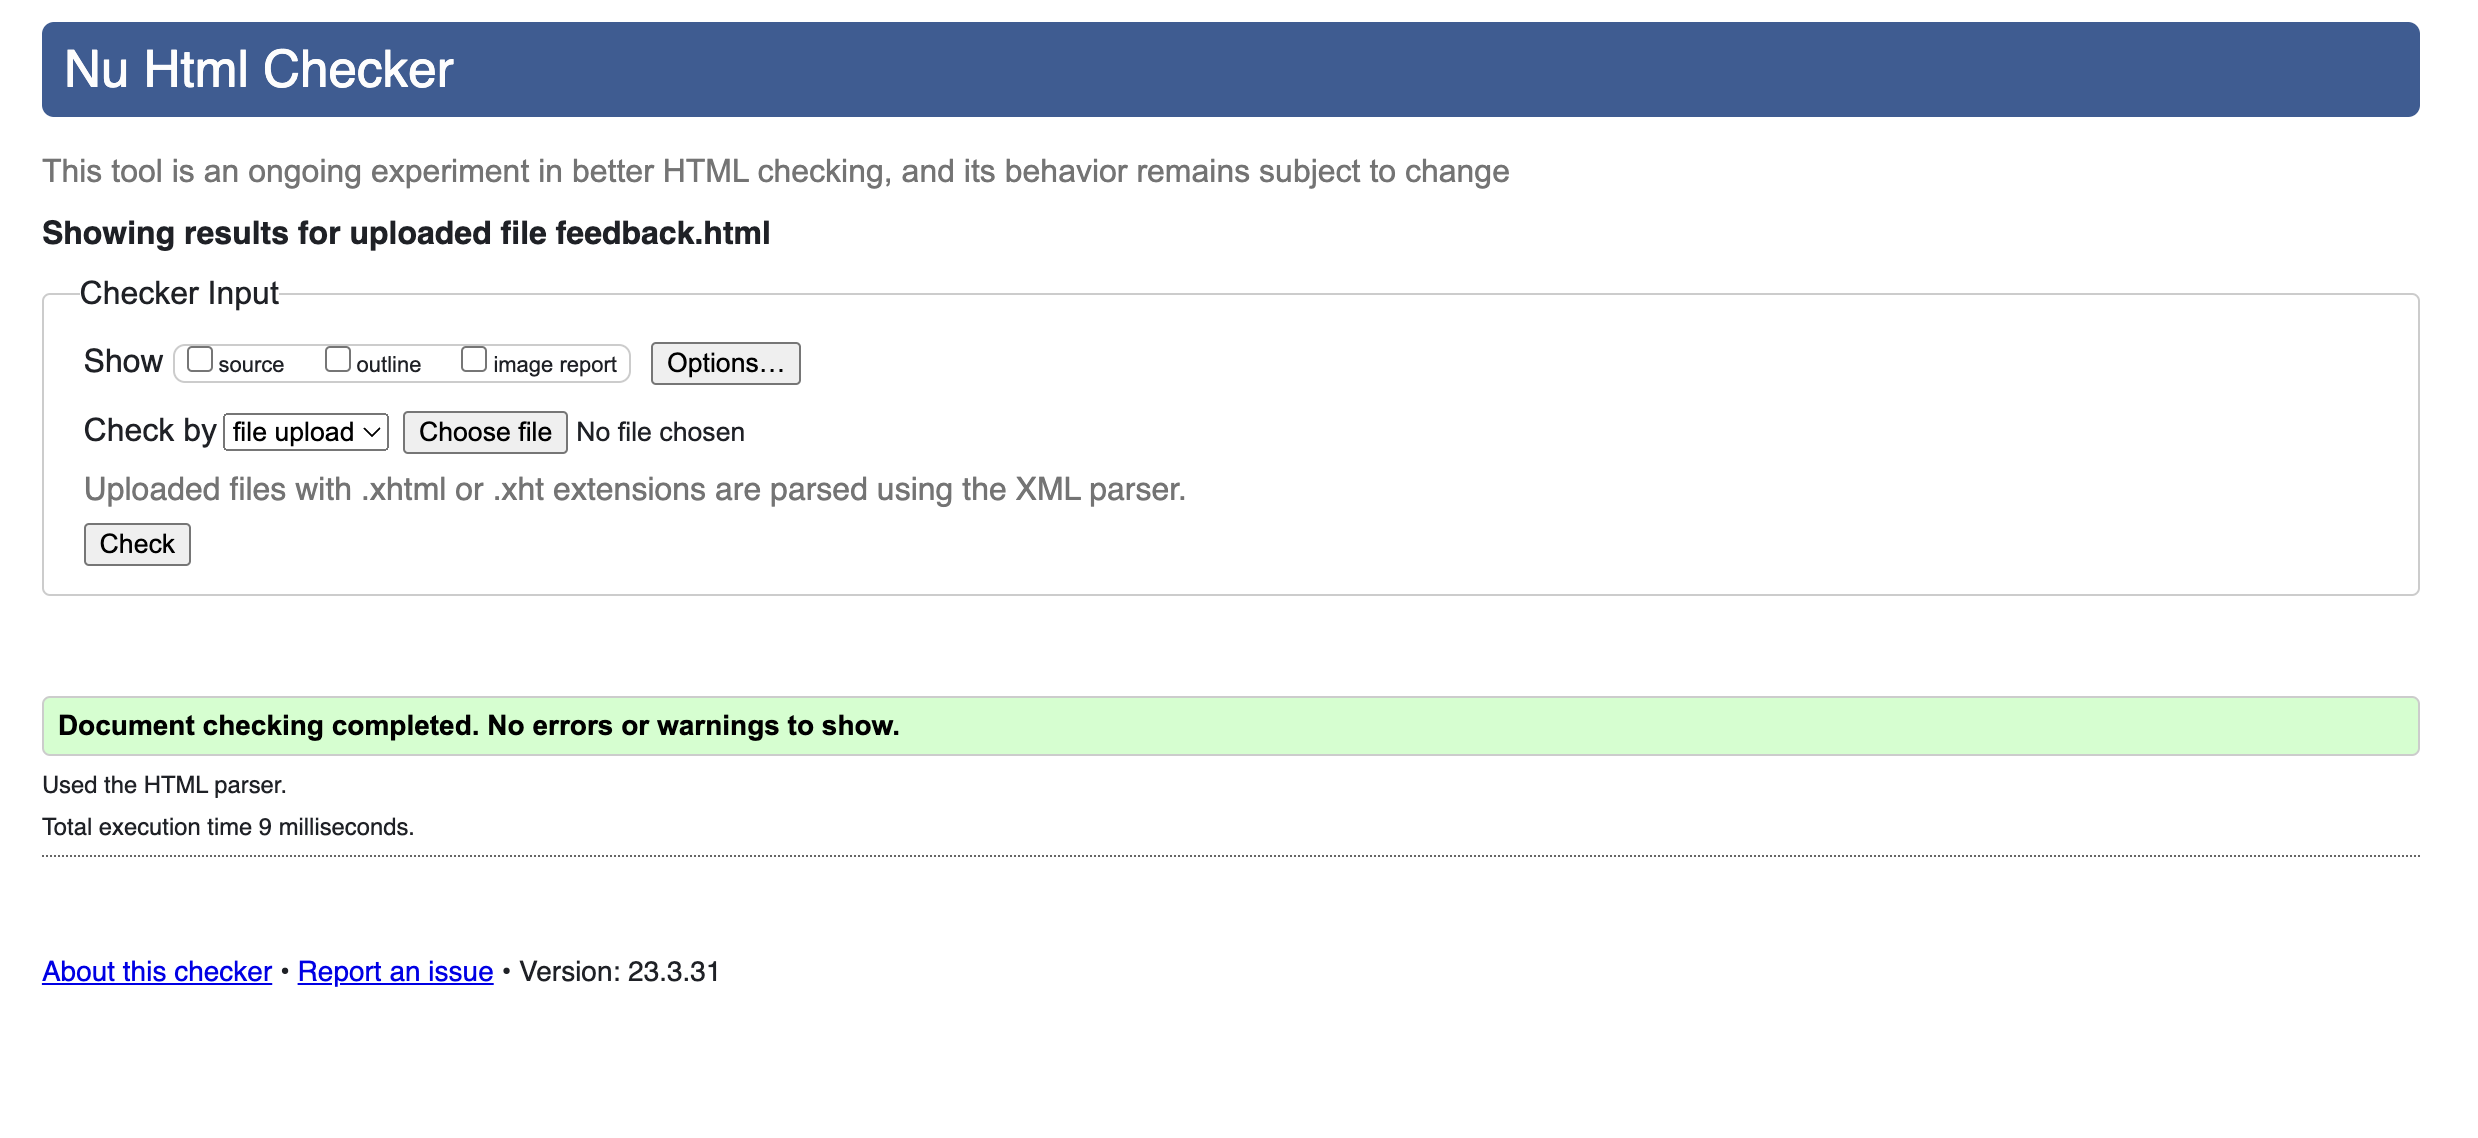 Nu Html Checker
This tool is an ongoing experiment in better HTML checking, and its behavior remains subject to change
Showing results for uploaded file feedback.html
Checker Input
Show source outline image report Options...
Check by file upload Choose file No file chosen
Uploaded files with .xhtml or .xht extensions are parsed using the XML parser.
Check
Document checking completed. No errors or warnings to show.
Used the HTML parser.
Total execution time 9 milliseconds.
About this checker • Report an issue • Version: 23.3.31